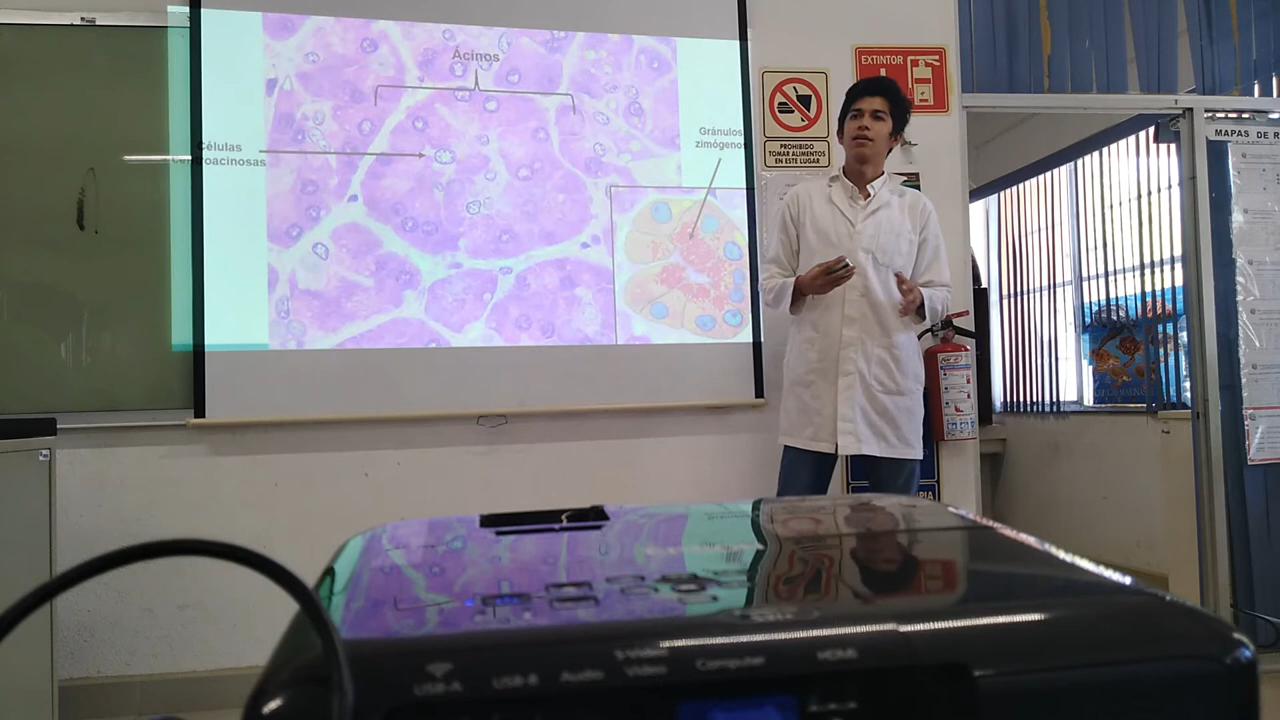 Ácinos
Células
centroacinosas
Gránulos
zimógenos
EXTINTOR
PROHIBIDO
TOMAR ALIMENTOS
EN ESTE LUGAR
MAPAS DE R
USB-A
USB-B
Audio
S-Video
Video
Computer
HDMI